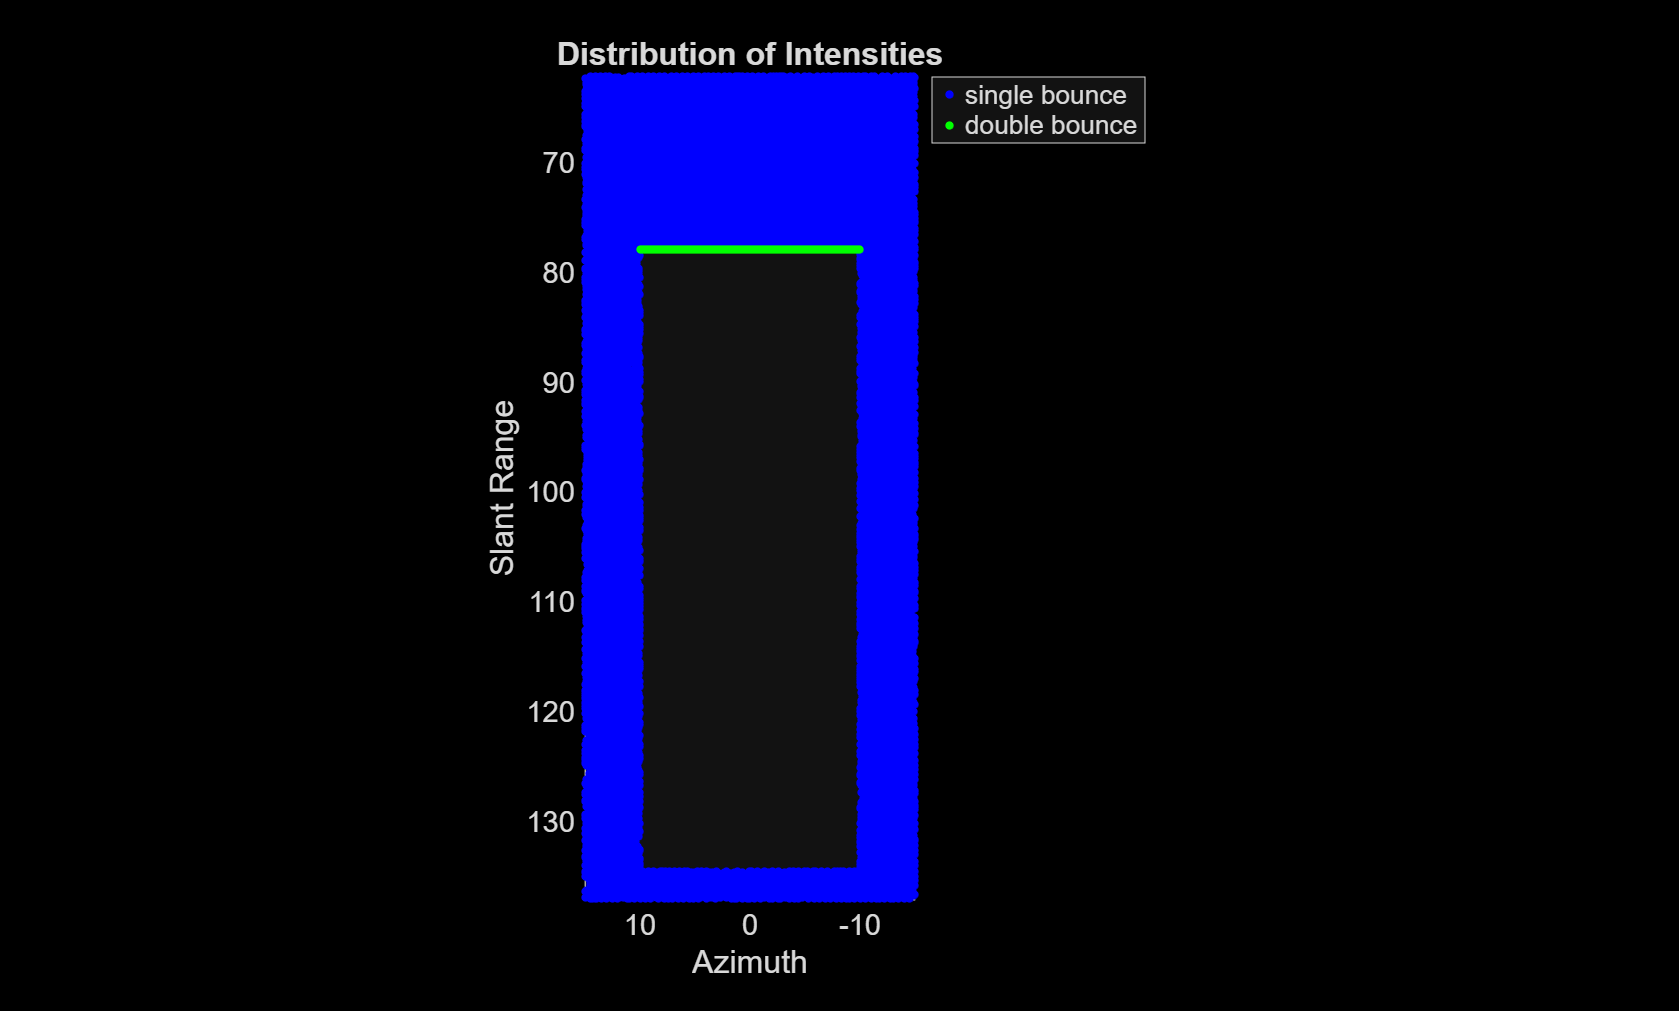 Distribution of Intensities
single bounce
double bounce
70
80
90
100
110
120
130
Slant Range
10 0 -10
Azimuth